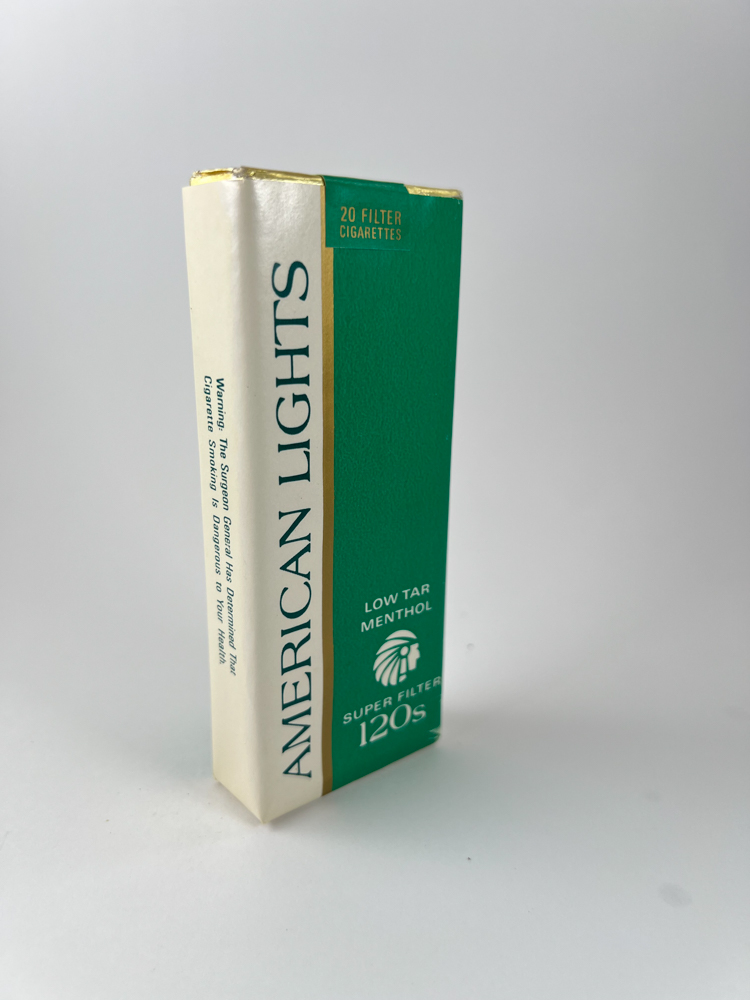 20 FILTER
CIGARETTES
AMERICAN LIGHTS
LOW TAR
MENTHOL
SUPER FILTER
120s
Warning: The Surgeon General Has Determined That
Cigarette Smoking Is Dangerous to Your Health.